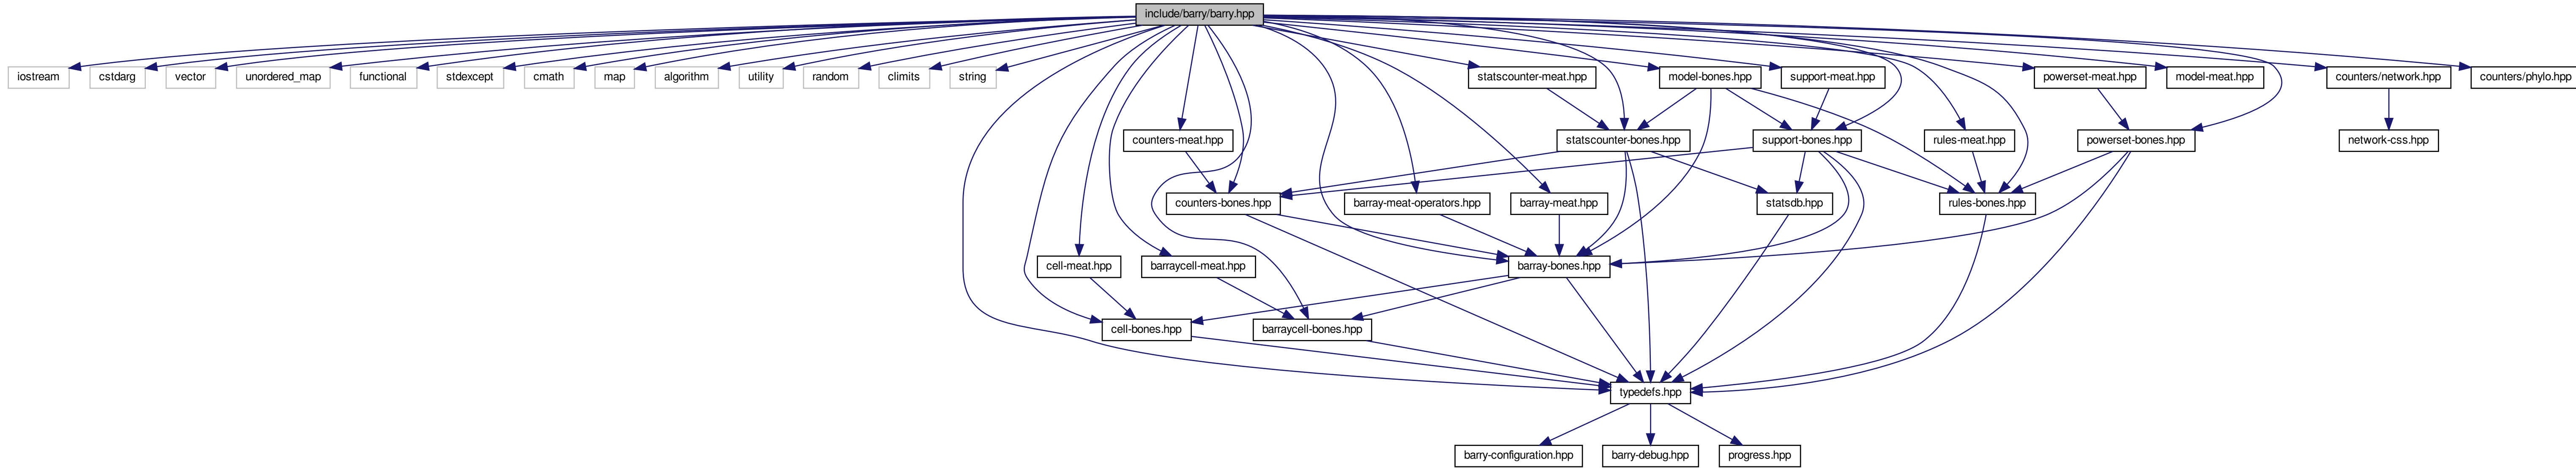 include/barry/barry.hpp
iostream
cstdarg
vector
unordered_map
functional
stdexcept
cmath
map
algorithm
utility
random
climits
string
statscounter-meat.hpp
model-bones.hpp
support-meat.hpp
powerset-meat.hpp
model-meat.hpp
counters/network.hpp
counters/phylo.hpp
counters-meat.hpp
statscounter-bones.hpp
support-bones.hpp
rules-meat.hpp
powerset-bones.hpp
network-css.hpp
counters-bones.hpp
barray-meat-operators.hpp
barray-meat.hpp
statsdb.hpp
rules-bones.hpp
cell-meat.hpp
barraycell-meat.hpp
barray-bones.hpp
cell-bones.hpp
barraycell-bones.hpp
typedefs.hpp
barry-configuration.hpp
barry-debug.hpp
progress.hpp